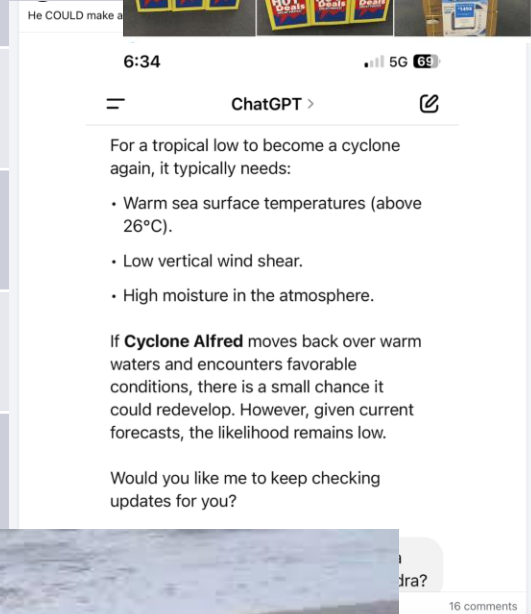 He COULD make a
HOT
Deals
Deals
Deals
$1498
6:34
5G 69
ChatGPT >
For a tropical low to become a cyclone
again, it typically needs:
• Warm sea surface temperatures (above
26°C).
• Low vertical wind shear.
• High moisture in the atmosphere.
If Cyclone Alfred moves back over warm
waters and encounters favorable
conditions, there is a small chance it
could redevelop. However, given current
forecasts, the likelihood remains low.
Would you like me to keep checking
updates for you?
dra?
16 comments